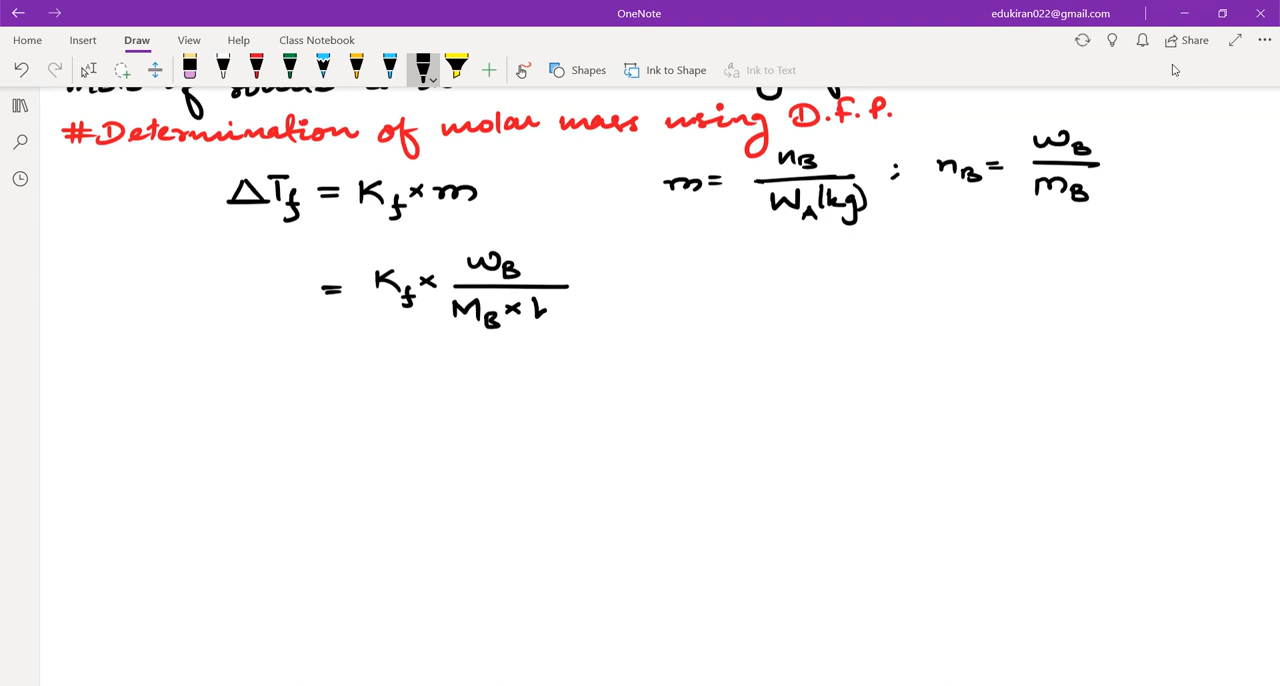 OneNote
edukiran022@gmail.com
Home Insert Draw View Help Class Notebook
Share
Shapes Ink to Shape Ink to Text
#Determination of molar mass using D.f.P.
ΔTf = Kf × m
m = nB / WA(kg) ; nB = wB / mB
= Kf × wB / MB ×